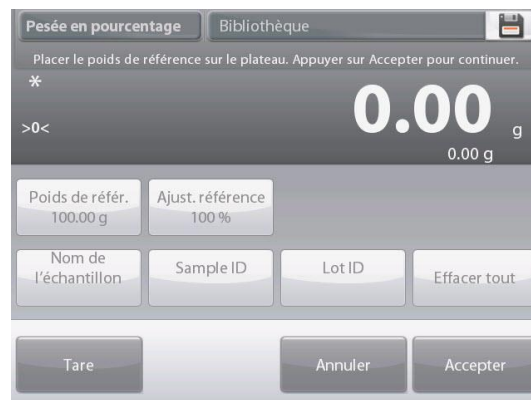 Pesée en pourcentage Bibliothèque
Placer le poids de référence sur le plateau. Appuyer sur Accepter pour continuer.
*
0.00 g
>0<
0.00 g
Poids de référ. Ajust. référence
100.00 g 100 %
Nom de l'échantillon Sample ID Lot ID Effacer tout
Tare Annuler Accepter